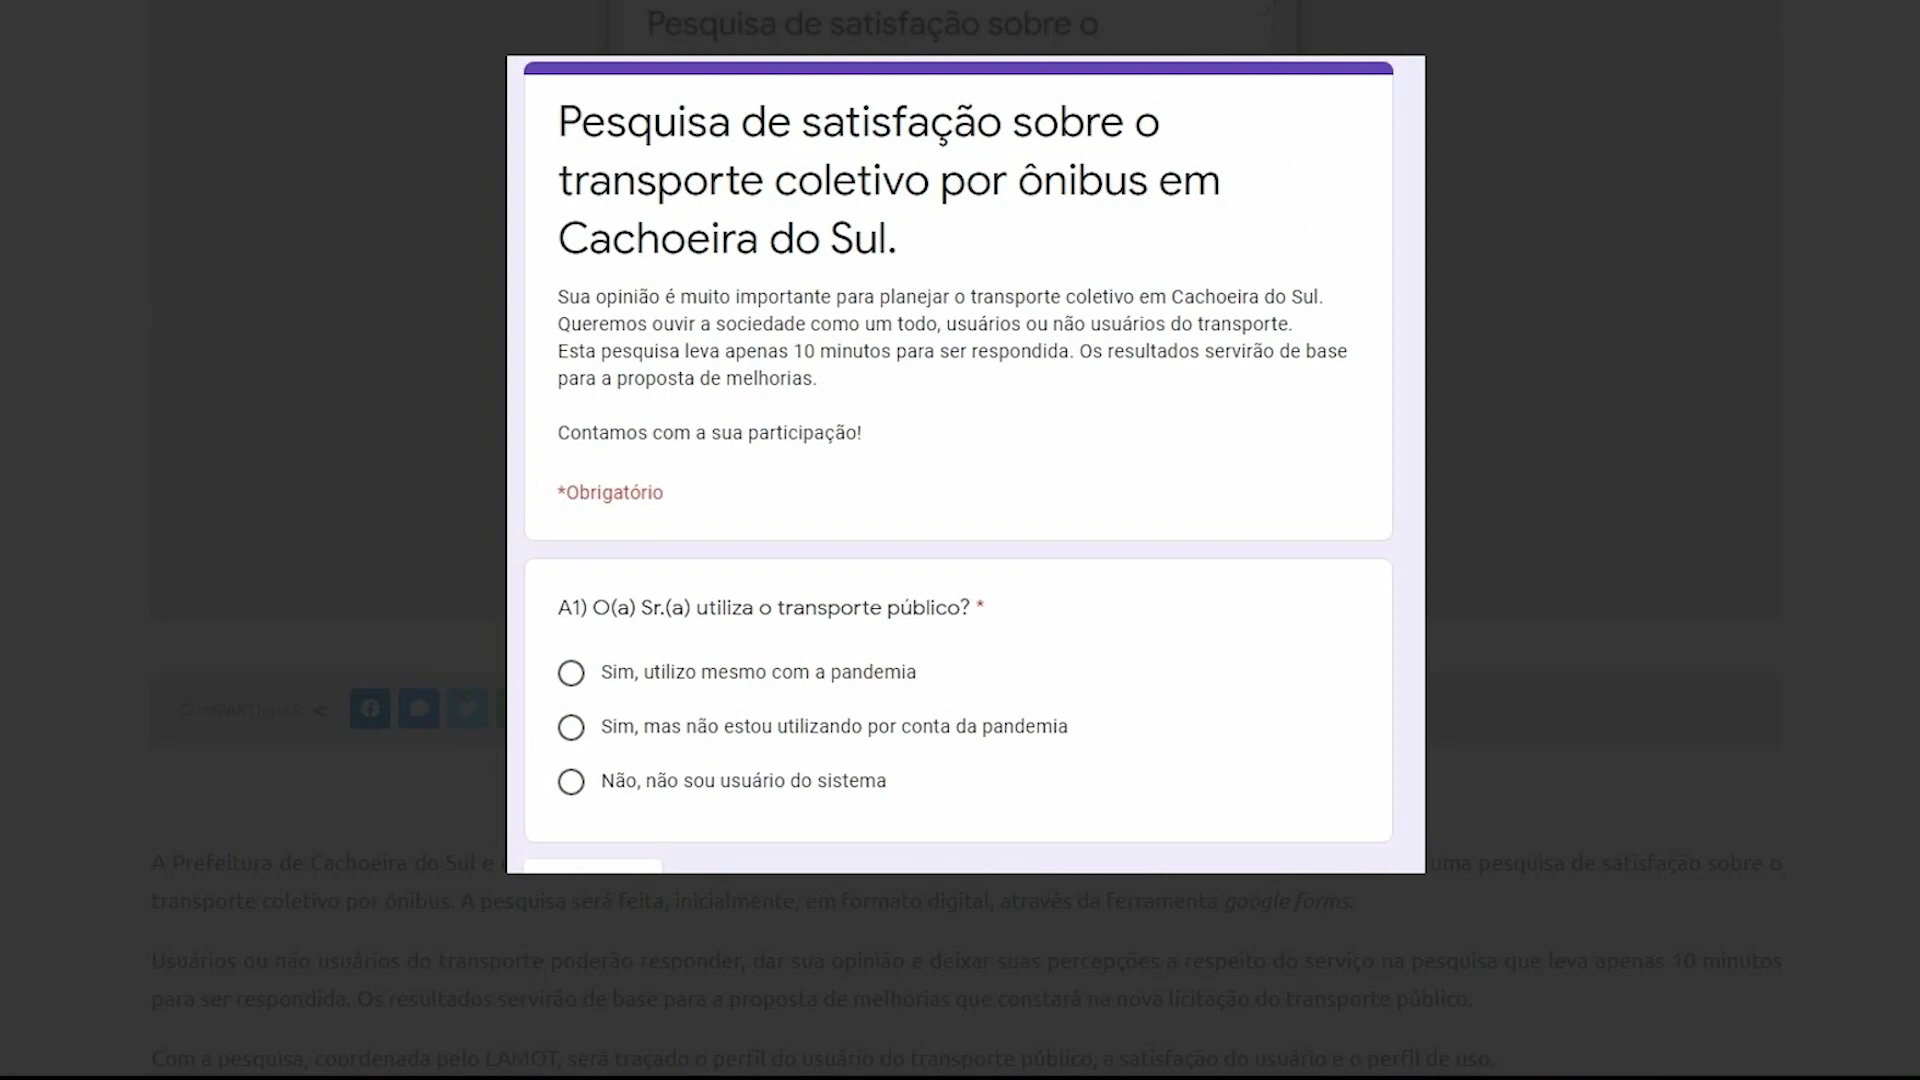 Pesquisa de satisfação sobre o
Pesquisa de satisfação sobre o
transporte coletivo por ônibus em
Cachoeira do Sul.
Sua opinião é muito importante para planejar o transporte coletivo em Cachoeira do Sul.
Queremos ouvir a sociedade como um todo, usuários ou não usuários do transporte.
Esta pesquisa leva apenas 10 minutos para ser respondida. Os resultados servirão de base
para a proposta de melhorias.
Contamos com a sua participação!
*Obrigatório
A1) O(a) Sr.(a) utiliza o transporte público? *
Sim, utilizo mesmo com a pandemia
COMPARTILHAR
Sim, mas não estou utilizando por conta da pandemia
Não, não sou usuário do sistema
A Prefeitura de Cachoeira do Sul e uma pesquisa de satisfação sobre o
transporte coletivo por ônibus. A pesquisa será feita, inicialmente, em formato digital, através da ferramenta google forms.
Usuários ou não usuários do transporte poderão responder, dar sua opinião e deixar suas percepções a respeito do serviço na pesquisa que leva apenas 10 minutos
para ser respondida. Os resultados servirão de base para a proposta de melhorias que constará na nova licitação do transporte público.
Com a pesquisa, coordenada pelo LAMOT, será traçado o perfil do usuário do transporte público, a satisfação do usuário e o perfil de uso.